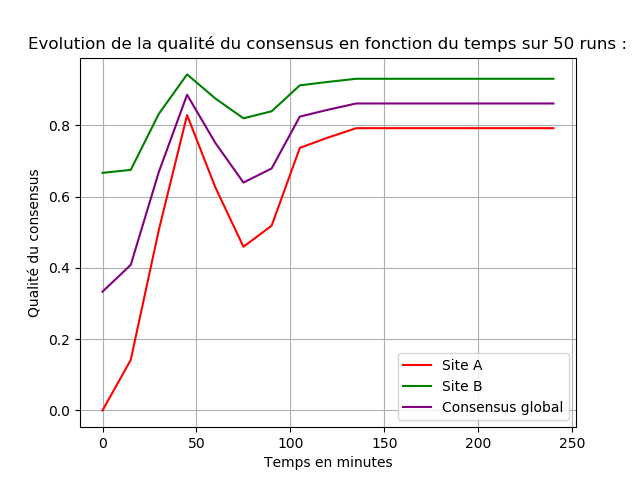 Evolution de la qualité du consensus en fonction du temps sur 50 runs :
Qualité du consensus
0.8
0.6
0.4
0.2
0.0
0 50 100 150 200 250
Temps en minutes
Site A
Site B
Consensus global